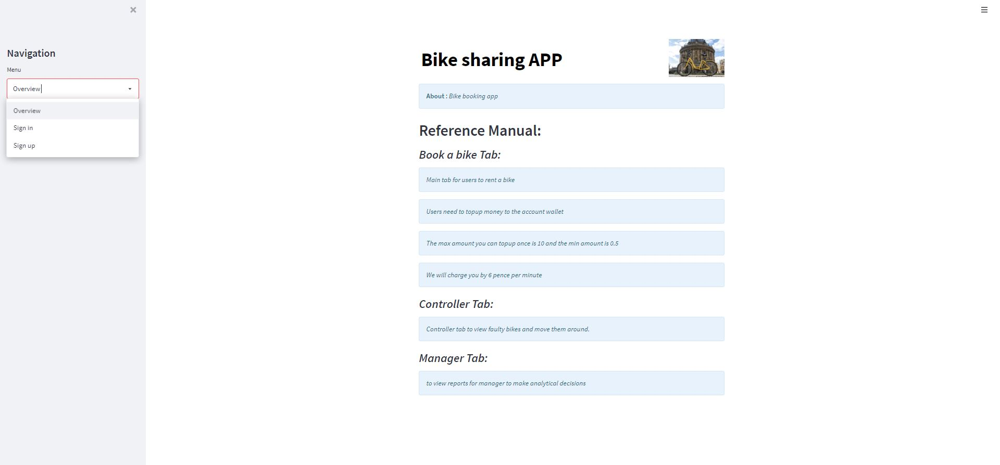 Navigation
Menu
Overview
Overview
Sign in
Sign up
Bike sharing APP
About : Bike booking app
Reference Manual:
Book a bike Tab:
Main tab for users to rent a bike
Users need to topup money to the account wallet
The max amount you can topup once is 10 and the min amount is 0.5
We will charge you by 6 pence per minute
Controller Tab:
Controller tab to view faulty bikes and move them around.
Manager Tab:
to view reports for manager to make analytical decisions